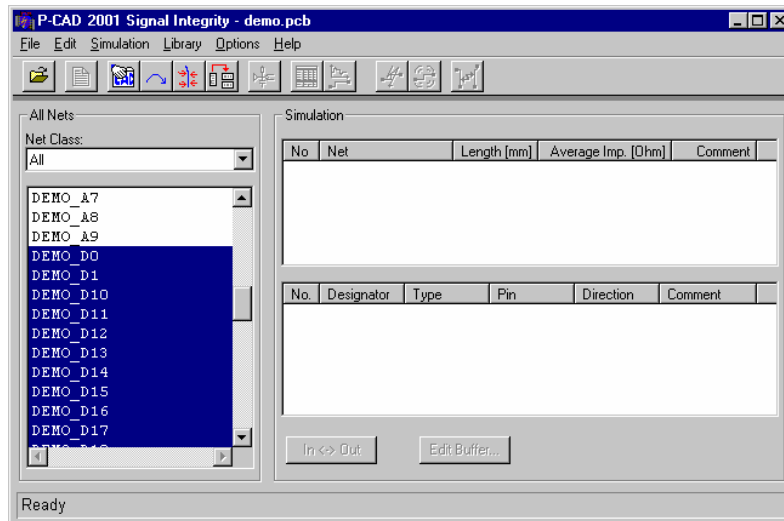 P-CAD 2001 Signal Integrity - demo.pcb
File Edit Simulation Library Options Help
All Nets
Net Class:
All
DEMO_A7
DEMO_A8
DEMO_A9
DEMO_D0
DEMO_D1
DEMO_D10
DEMO_D11
DEMO_D12
DEMO_D13
DEMO_D14
DEMO_D15
DEMO_D16
DEMO_D17
Simulation
No Net Length [mm] Average Imp. [Ohm] Comment
No. Designator Type Pin Direction Comment
In <-> Out Edit Buffer...
Ready